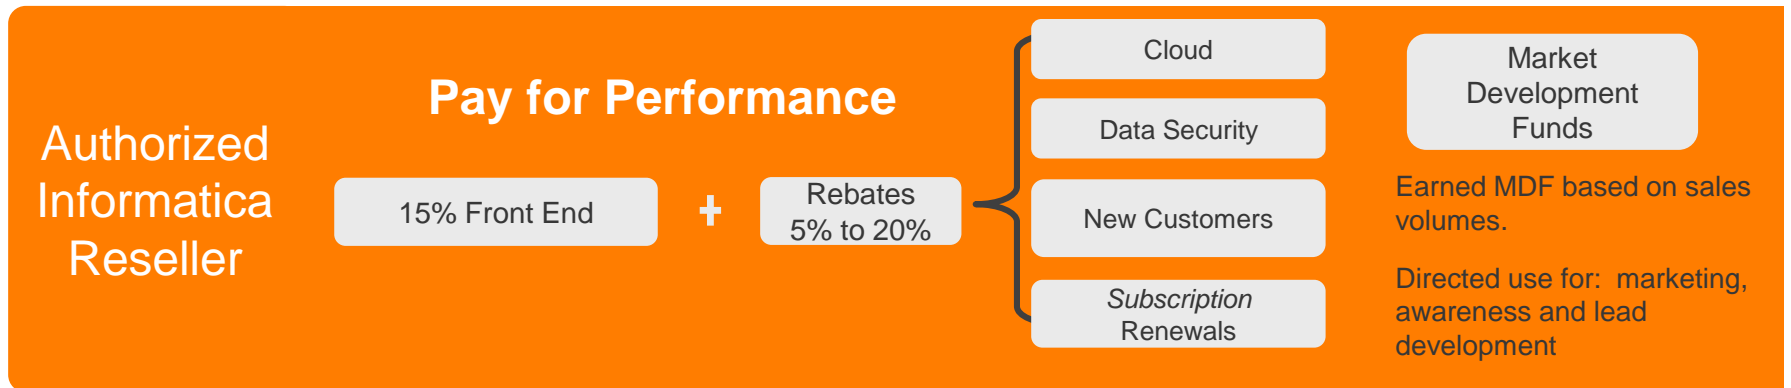 Authorized
Informatica
Reseller
Pay for Performance
15% Front End
+
Rebates
5% to 20%
Cloud
Data Security
New Customers
Subscription
Renewals
Market
Development
Funds
Earned MDF based on sales
volumes.
Directed use for:  marketing,
awareness and lead
development